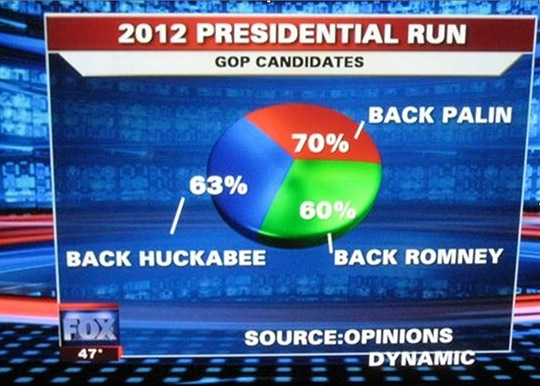 2012 PRESIDENTIAL RUN
GOP CANDIDATES
BACK PALIN
70%
63%
60%
BACK HUCKABEE
BACK ROMNEY
FOX
47°
SOURCE:OPINIONS
DYNAMIC